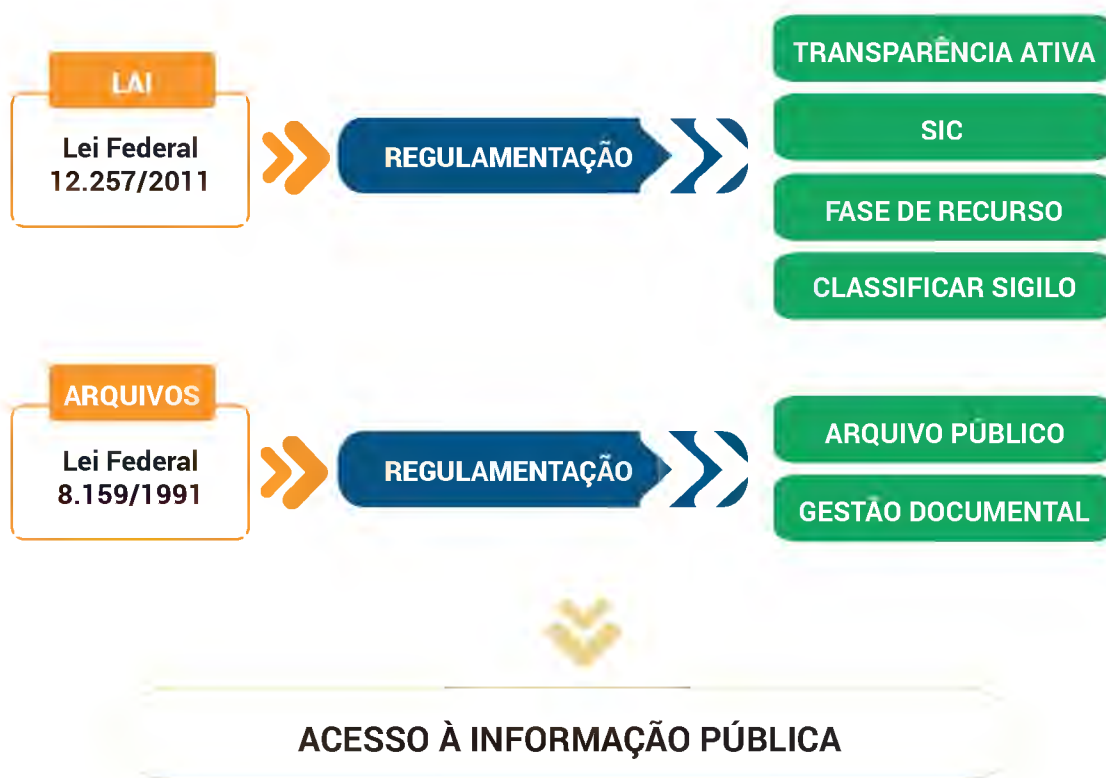 LAI
Lei Federal
12.257/2011
REGULAMENTAÇÃO
TRANSPARÊNCIA ATIVA
SIC
FASE DE RECURSO
CLASSIFICAR SIGILO
ARQUIVOS
Lei Federal
8.159/1991
REGULAMENTAÇÃO
ARQUIVO PÚBLICO
GESTÃO DOCUMENTAL
ACESSO À INFORMAÇÃO PÚBLICA